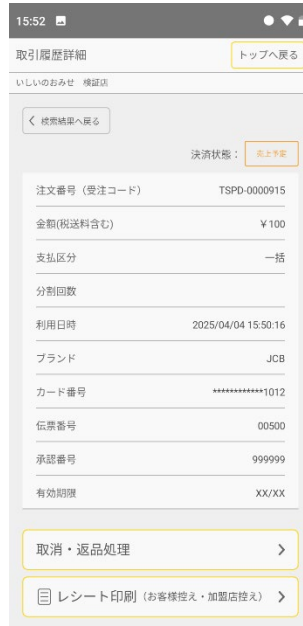 15:52
取引履歴詳細 トップへ戻る
いしいのおみせ 検証店
検索結果へ戻る
決済状態： 売上予定
注文番号（受注コード） TSPD-0000915
金額(税送料含む) ￥100
支払区分 一括
分割回数
利用日時 2025/04/04 15:50:16
ブランド JCB
カード番号 ************1012
伝票番号 00500
承認番号 999999
有効期限 XX/XX
取消・返品処理
レシート印刷（お客様控え・加盟店控え）